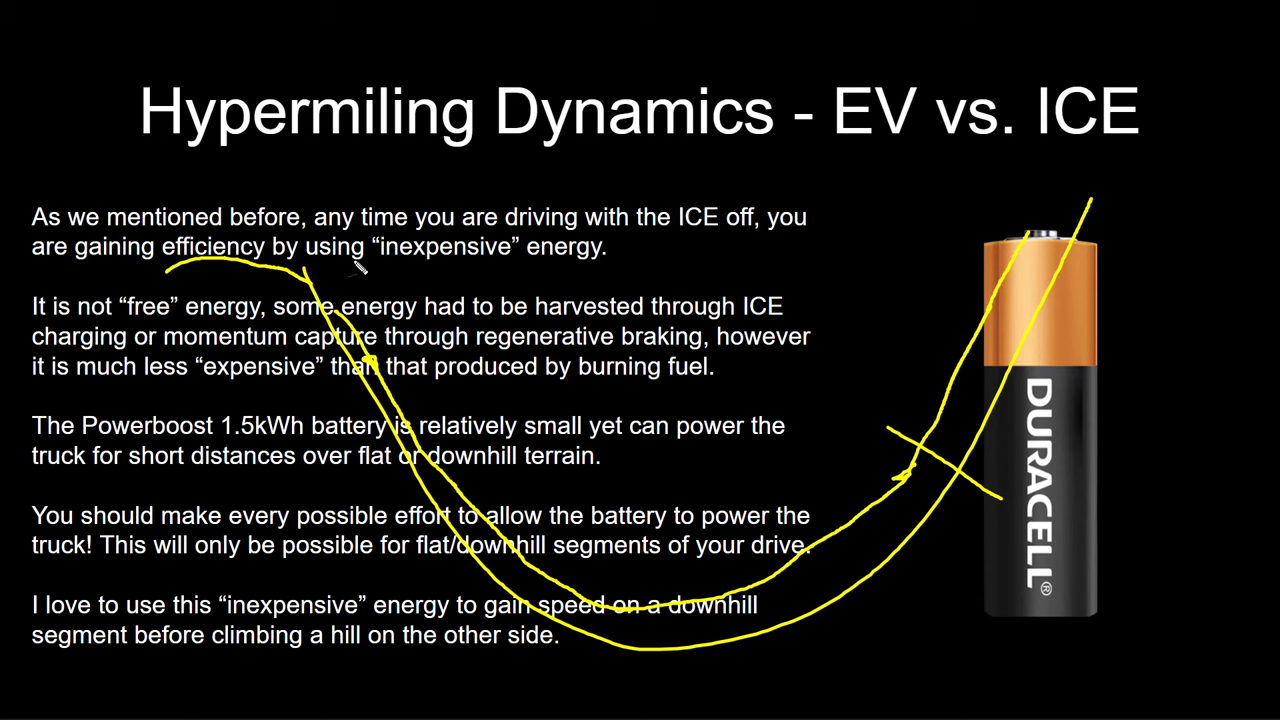 Hypermiling Dynamics - EV vs. ICE
As we mentioned before, any time you are driving with the ICE off, you
are gaining efficiency by using “inexpensive” energy.
It is not “free” energy, some energy had to be harvested through ICE
charging or momentum capture through regenerative braking, however
it is much less “expensive” than that produced by burning fuel.
The Powerboost 1.5kWh battery is relatively small yet can power the
truck for short distances over flat or downhill terrain.
You should make every possible effort to allow the battery to power the
truck! This will only be possible for flat/downhill segments of your drive.
I love to use this “inexpensive” energy to gain speed on a downhill
segment before climbing a hill on the other side.
DURACELL®